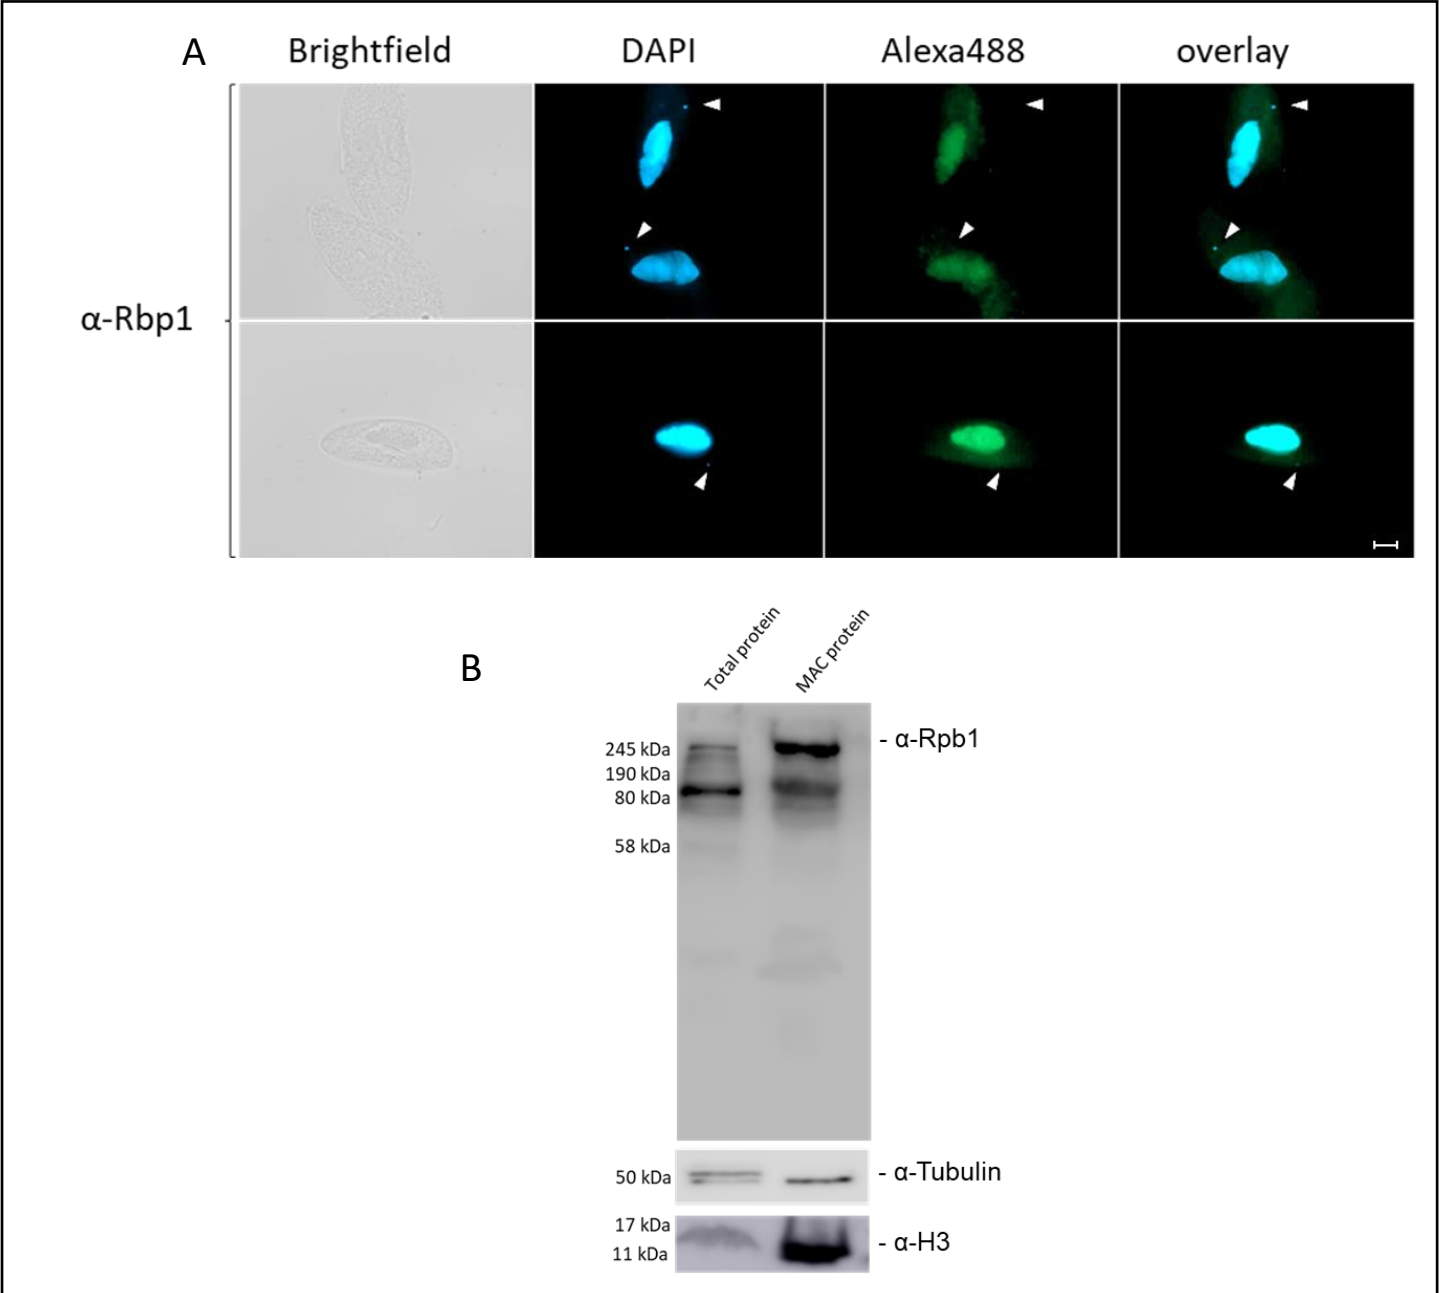 A
Brightfield
DAPI
Alexa488
overlay
α-Rbp1
B
Total protein
MAC protein
245 kDa
- α-Rpb1
190 kDa
80 kDa
58 kDa
50 kDa
- α-Tubulin
17 kDa
- α-H3
11 kDa